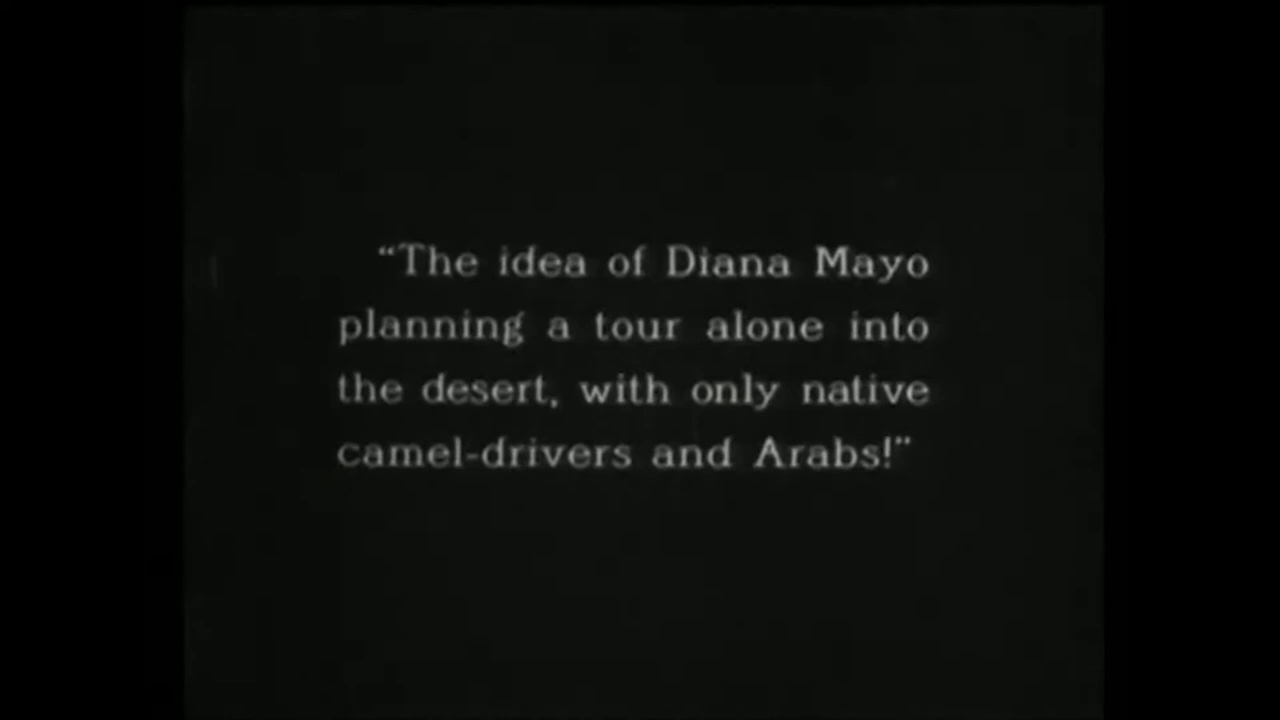 “The idea of Diana Mayo
planning a tour alone into
the desert, with only native
camel-drivers and Arabs!”